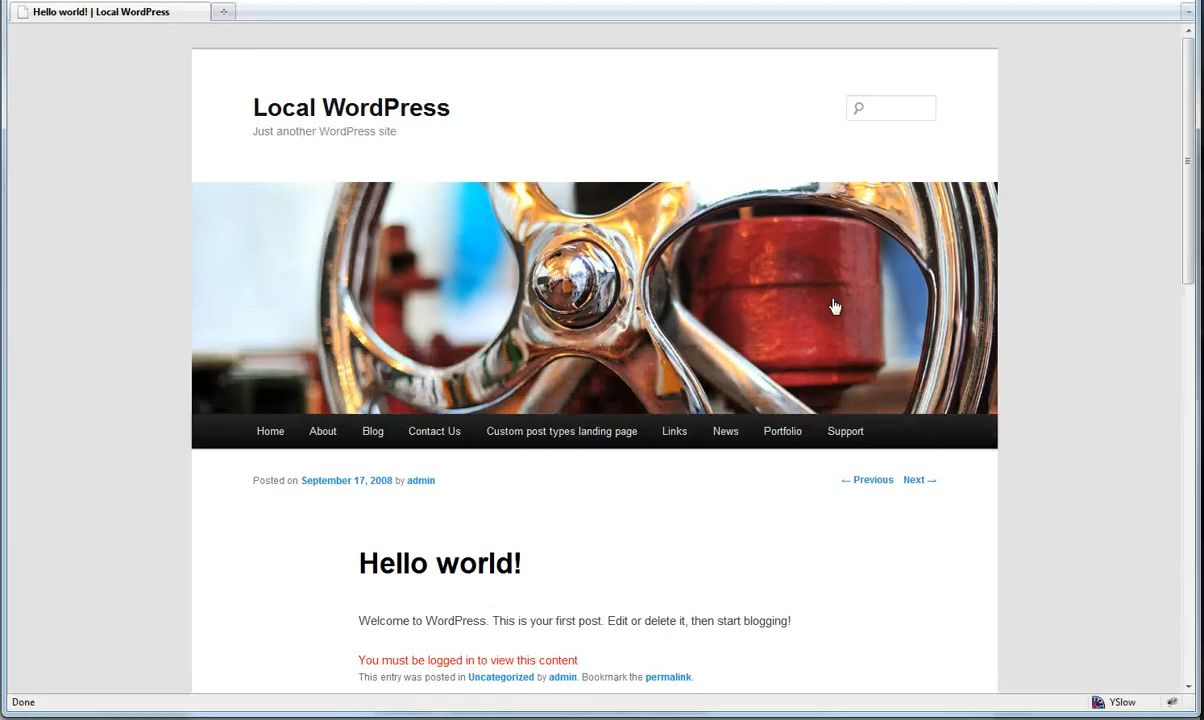 Hello world! | Local WordPress
Local WordPress
Just another WordPress site
Home About Blog Contact Us Custom post types landing page Links News Portfolio Support
Posted on September 17, 2008 by admin
← Previous Next →
Hello world!
Welcome to WordPress. This is your first post. Edit or delete it, then start blogging!
You must be logged in to view this content
This entry was posted in Uncategorized by admin. Bookmark the permalink.
Done
YSlow